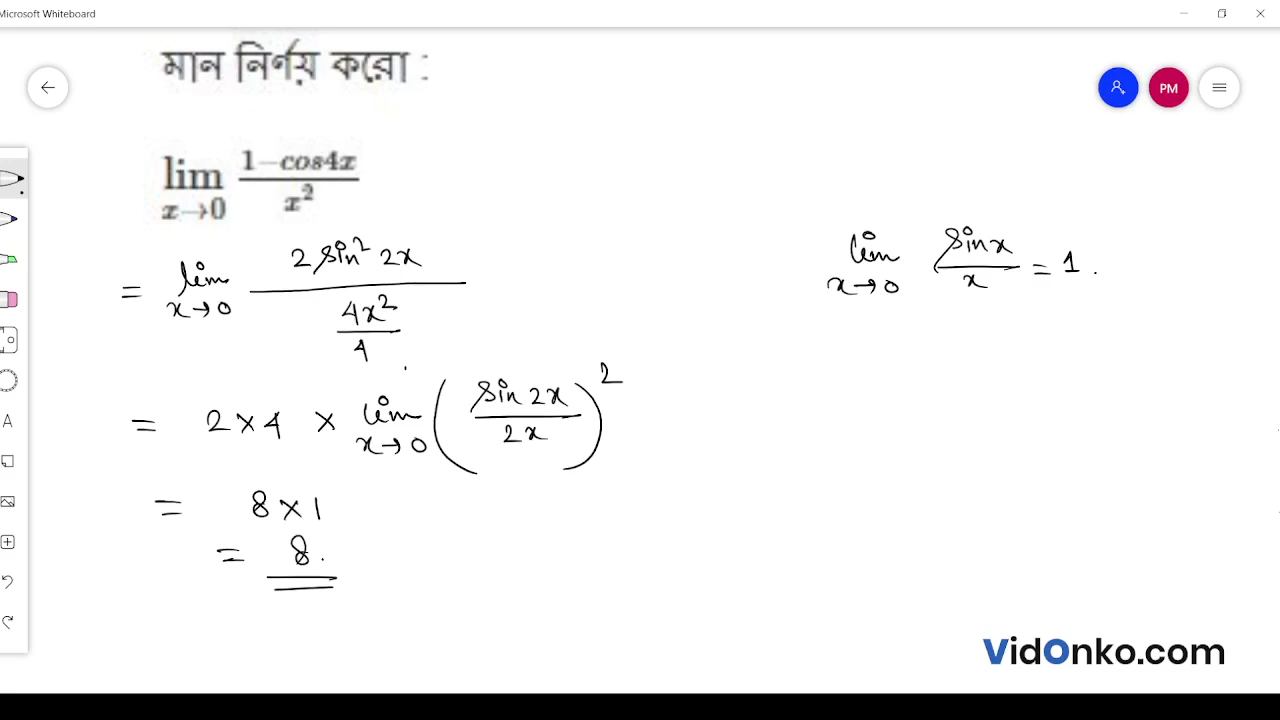 Microsoft Whiteboard
মান নির্ণয় করো :
PM
lim x→0 1−cos4x / x²
= lim x→0 2 sin² 2x / (4x² / 4)
lim x→0 sin x / x = 1.
= 2 × 4 × lim x→0 ( sin 2x / 2x )²
= 8 × 1
= 8.
A
VidOnko.com